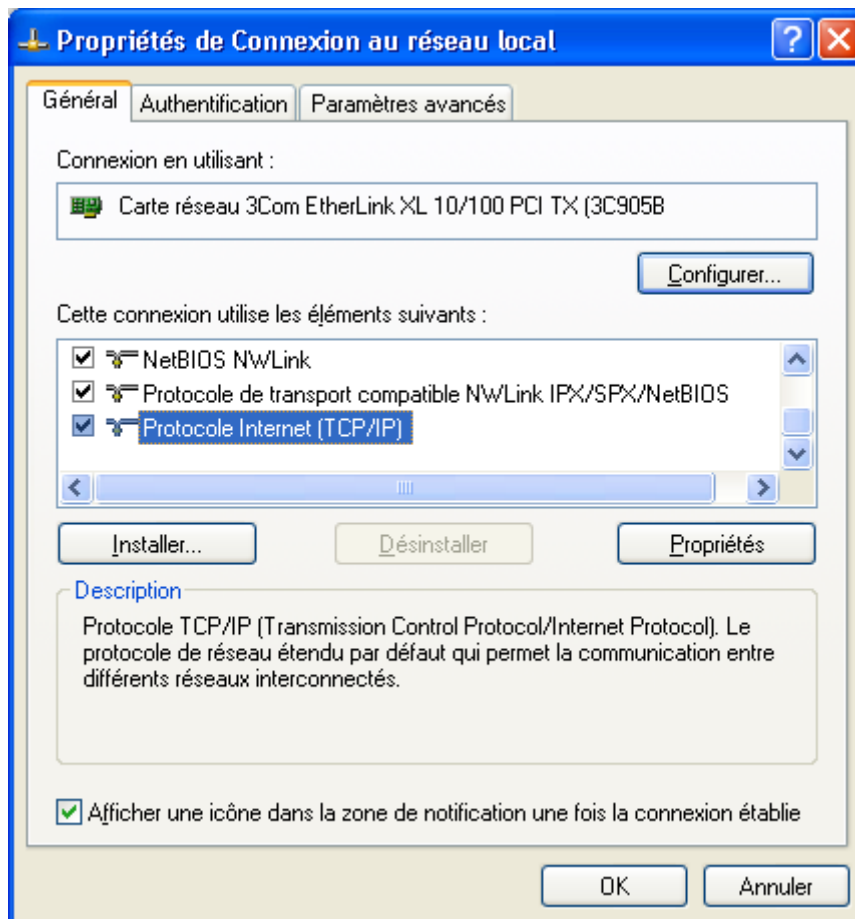 Propriétés de Connexion au réseau local
Général Authentification Paramètres avancés
Connexion en utilisant :
Carte réseau 3Com EtherLink XL 10/100 PCI TX (3C905B
Configurer...
Cette connexion utilise les éléments suivants :
NetBIOS NWLink
Protocole de transport compatible NWLink IPX/SPX/NetBIOS
Protocole Internet (TCP/IP)
Installer... Désinstaller Propriétés
Description
Protocole TCP/IP (Transmission Control Protocol/Internet Protocol). Le
protocole de réseau étendu par défaut qui permet la communication entre
différents réseaux interconnectés.
Afficher une icône dans la zone de notification une fois la connexion établie
OK Annuler